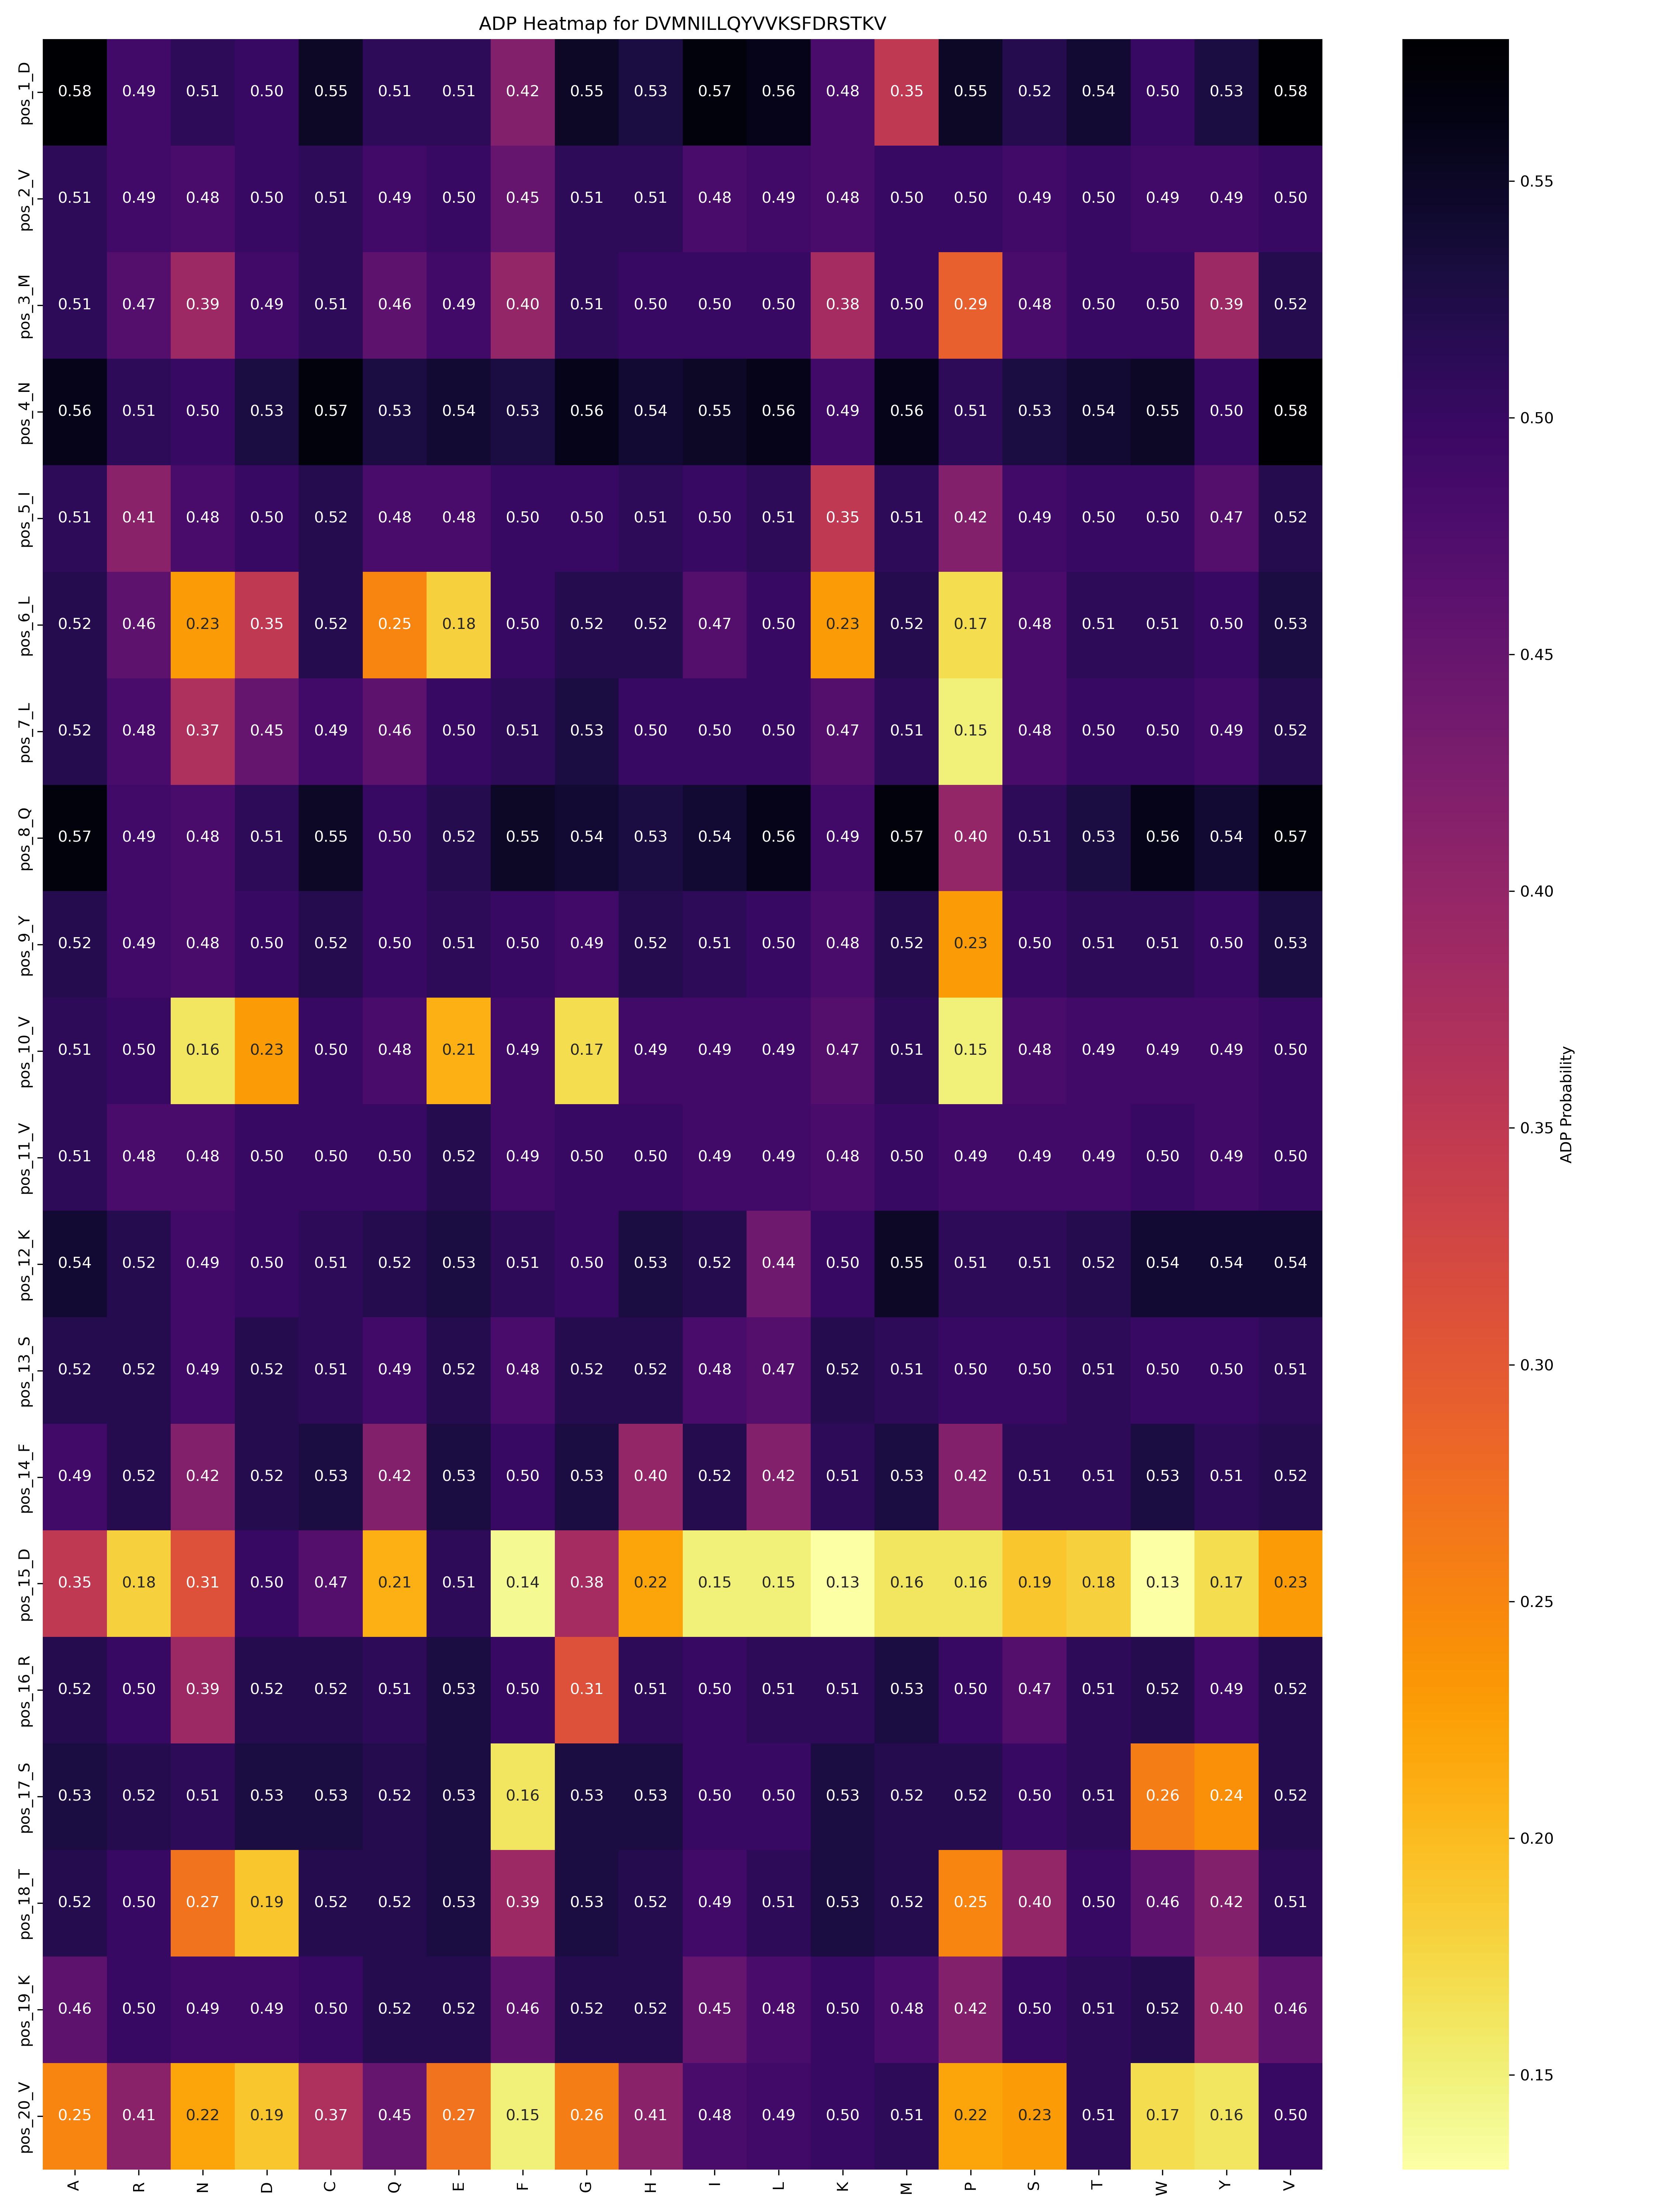 ADP Heatmap for DVMNILLQYVVKSFDRSTKV
pos_1_D 0.58 0.49 0.51 0.50 0.55 0.51 0.51 0.42 0.55 0.53 0.57 0.56 0.48 0.35 0.55 0.52 0.54 0.50 0.53 0.58
pos_2_V 0.51 0.49 0.48 0.50 0.51 0.49 0.50 0.45 0.51 0.51 0.48 0.49 0.48 0.50 0.50 0.49 0.50 0.49 0.49 0.50
pos_3_M 0.51 0.47 0.39 0.49 0.51 0.46 0.49 0.40 0.51 0.50 0.50 0.50 0.38 0.50 0.29 0.48 0.50 0.50 0.39 0.52
pos_4_N 0.56 0.51 0.50 0.53 0.57 0.53 0.54 0.53 0.56 0.54 0.55 0.56 0.49 0.56 0.51 0.53 0.54 0.55 0.50 0.58
pos_5_I 0.51 0.41 0.48 0.50 0.52 0.48 0.48 0.50 0.50 0.51 0.50 0.51 0.35 0.51 0.42 0.49 0.50 0.50 0.47 0.52
pos_6_L 0.52 0.46 0.23 0.35 0.52 0.25 0.18 0.50 0.52 0.52 0.47 0.50 0.23 0.52 0.17 0.48 0.51 0.51 0.50 0.53
pos_7_L 0.52 0.48 0.37 0.45 0.49 0.46 0.50 0.51 0.53 0.50 0.50 0.50 0.47 0.51 0.15 0.48 0.50 0.50 0.49 0.52
pos_8_Q 0.57 0.49 0.48 0.51 0.55 0.50 0.52 0.55 0.54 0.53 0.54 0.56 0.49 0.57 0.40 0.51 0.53 0.56 0.54 0.57
pos_9_Y 0.52 0.49 0.48 0.50 0.52 0.50 0.51 0.50 0.49 0.52 0.51 0.50 0.48 0.52 0.23 0.50 0.51 0.51 0.50 0.53
pos_10_V 0.51 0.50 0.16 0.23 0.50 0.48 0.21 0.49 0.17 0.49 0.49 0.49 0.47 0.51 0.15 0.48 0.49 0.49 0.49 0.50
pos_11_V 0.51 0.48 0.48 0.50 0.50 0.50 0.52 0.49 0.50 0.50 0.49 0.49 0.48 0.50 0.49 0.49 0.49 0.50 0.49 0.50
pos_12_K 0.54 0.52 0.49 0.50 0.51 0.52 0.53 0.51 0.50 0.53 0.52 0.44 0.50 0.55 0.51 0.51 0.52 0.54 0.54 0.54
pos_13_S 0.52 0.52 0.49 0.52 0.51 0.49 0.52 0.48 0.52 0.52 0.48 0.47 0.52 0.51 0.50 0.50 0.51 0.50 0.50 0.51
pos_14_F 0.49 0.52 0.42 0.52 0.53 0.42 0.53 0.50 0.53 0.40 0.52 0.42 0.51 0.53 0.42 0.51 0.51 0.53 0.51 0.52
pos_15_D 0.35 0.18 0.31 0.50 0.47 0.21 0.51 0.14 0.38 0.22 0.15 0.15 0.13 0.16 0.16 0.19 0.18 0.13 0.17 0.23
pos_16_R 0.52 0.50 0.39 0.52 0.52 0.51 0.53 0.50 0.31 0.51 0.50 0.51 0.51 0.53 0.50 0.47 0.51 0.52 0.49 0.52
pos_17_S 0.53 0.52 0.51 0.53 0.53 0.52 0.53 0.16 0.53 0.53 0.50 0.50 0.53 0.52 0.52 0.50 0.51 0.26 0.24 0.52
pos_18_T 0.52 0.50 0.27 0.19 0.52 0.52 0.53 0.39 0.53 0.52 0.49 0.51 0.53 0.52 0.25 0.40 0.50 0.46 0.42 0.51
pos_19_K 0.46 0.50 0.49 0.49 0.50 0.52 0.52 0.46 0.52 0.52 0.45 0.48 0.50 0.48 0.42 0.50 0.51 0.52 0.40 0.46
pos_20_V 0.25 0.41 0.22 0.19 0.37 0.45 0.27 0.15 0.26 0.41 0.48 0.49 0.50 0.51 0.22 0.23 0.51 0.17 0.16 0.50
A R N D C Q E F G H I L K M P S T W Y V
0.55
0.50
0.45
0.40
0.35
0.30
0.25
0.20
0.15
ADP Probability